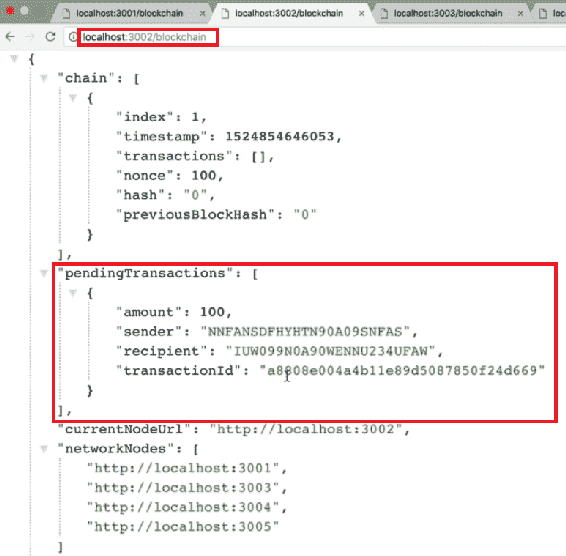 localhost:3001/blockchain localhost:3002/blockchain localhost:3003/blockchain
localhost:3002/blockchain
{
"chain": [
{
"index": 1,
"timestamp": 1524854646053,
"transactions": [],
"nonce": 100,
"hash": "0",
"previousBlockHash": "0"
}
],
"pendingTransactions": [
{
"amount": 100,
"sender": "NNFANSDFHYHTN90A09SNFAS",
"recipient": "IUW099N0A90WENNU234UFAW",
"transactionId": "a8808e004a4b11e89d5087850f24d669"
}
],
"currentNodeUrl": "http://localhost:3002",
"networkNodes": [
"http://localhost:3001",
"http://localhost:3003",
"http://localhost:3004",
"http://localhost:3005"
]